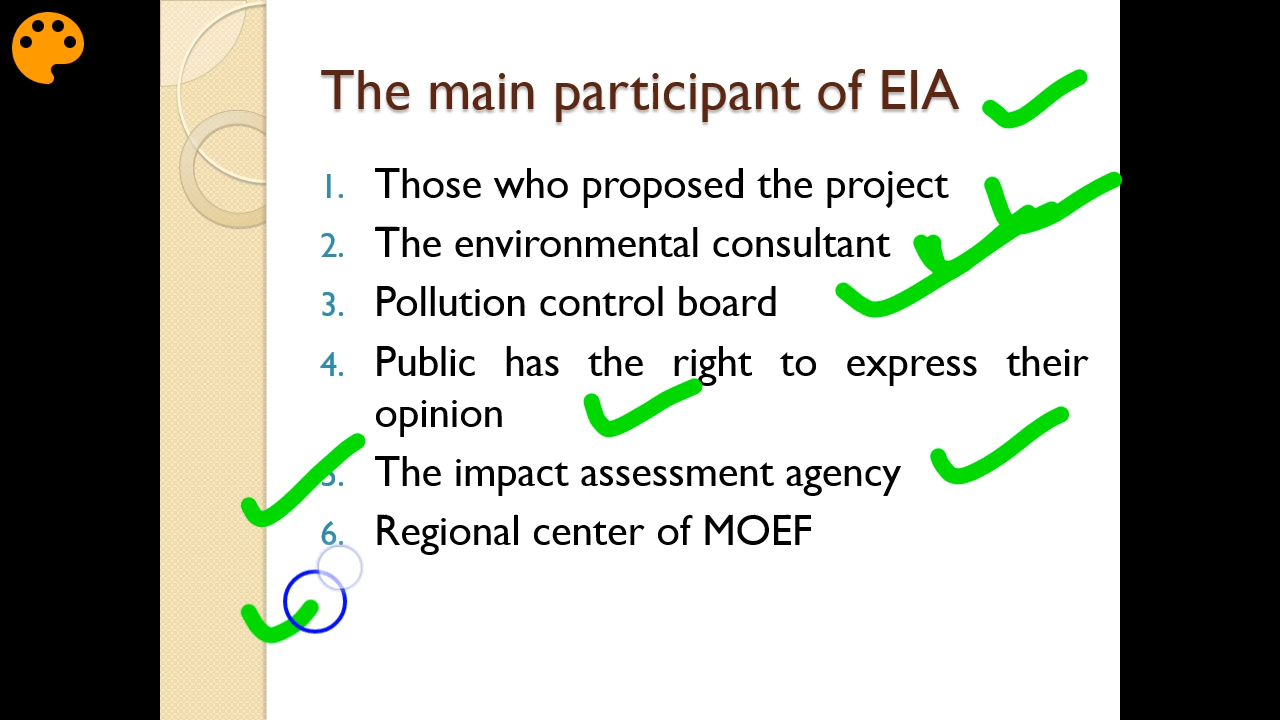 The main participant of EIA
1. Those who proposed the project
2. The environmental consultant
3. Pollution control board
4. Public has the right to express their
opinion
5. The impact assessment agency
6. Regional center of MOEF